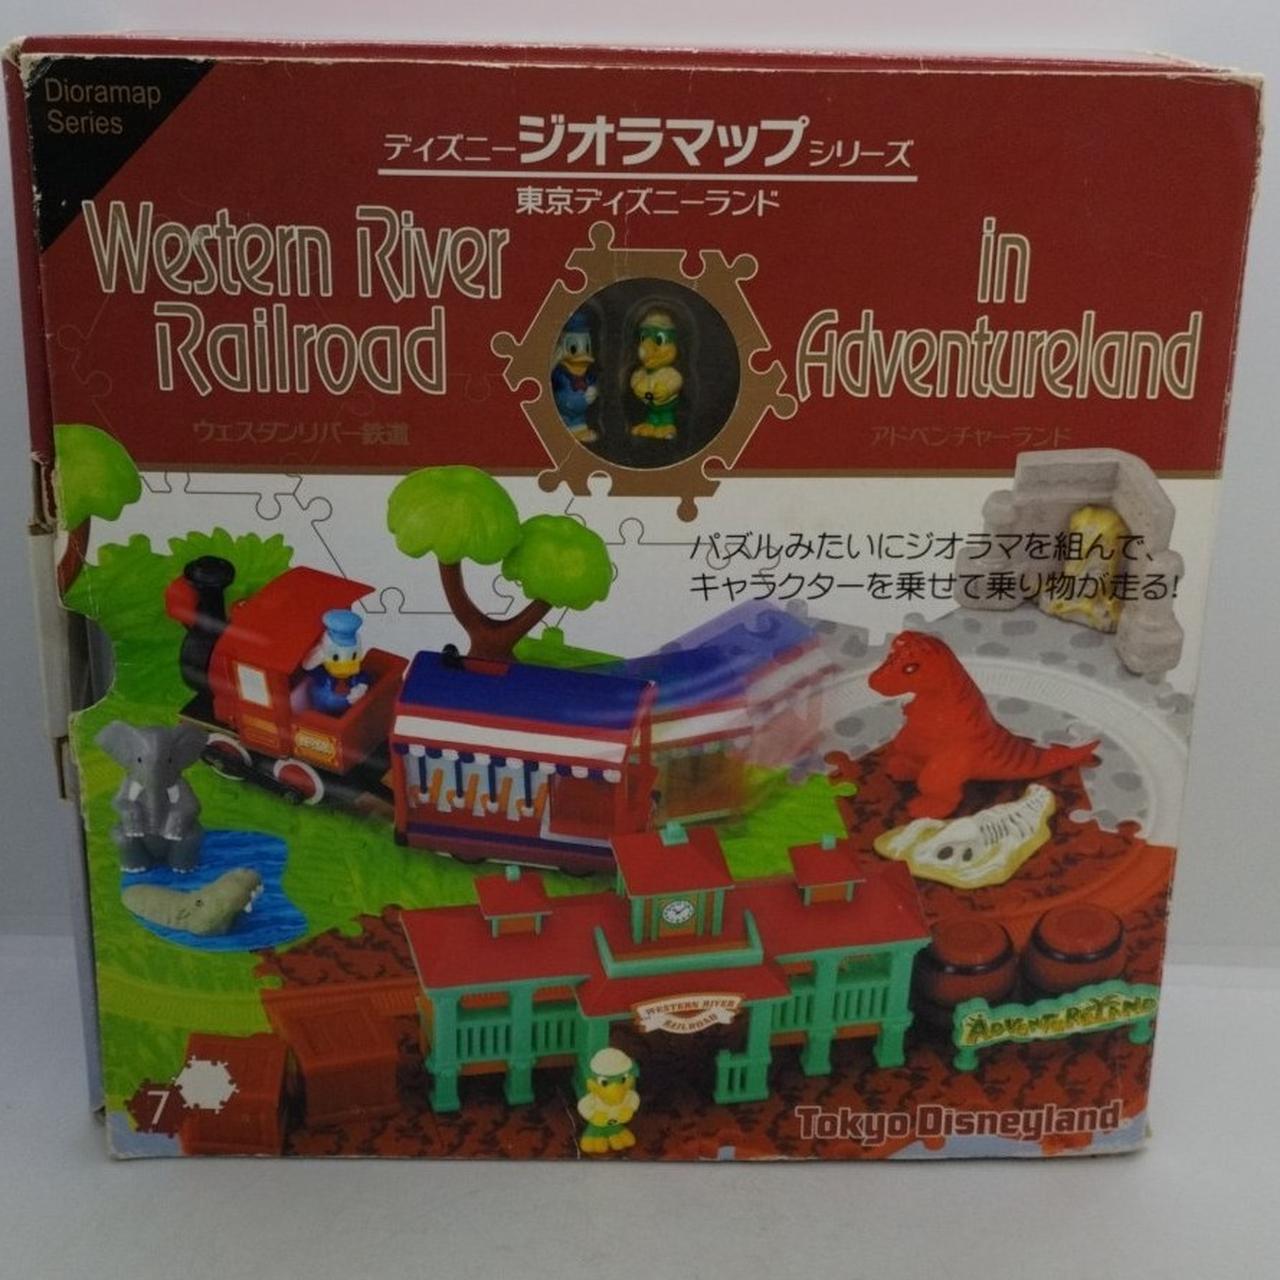 Dioramap
Series
ディズニージオラマップシリーズ
東京ディズニーランド
Western River
Railroad
in
Adventureland
ウェスタンリバー鉄道
アドベンチャーランド
パズルみたいにジオラマを組んで、
キャラクターを乗せて乗り物が走る!
WESTERN RIVER
RAILROAD
ADVENTURELAND
7
Tokyo Disneyland